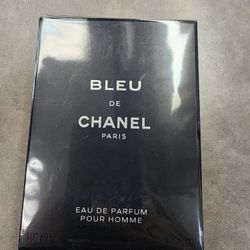 BLEU
DE
CHANEL
PARIS
EAU DE PARFUM
POUR HOMME